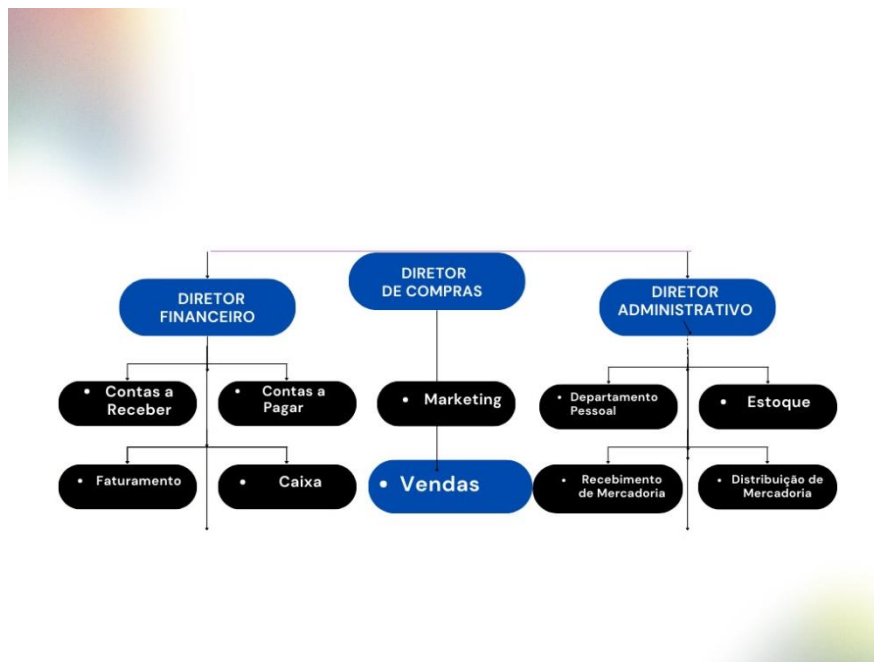 DIRETOR
FINANCEIRO
DIRETOR
DE COMPRAS
DIRETOR
ADMINISTRATIVO
• Contas a
Receber
• Contas a
Pagar
• Marketing
• Departamento
Pessoal
• Estoque
• Faturamento
• Caixa
• Vendas
• Recebimento
de Mercadoria
• Distribuição de
Mercadoria